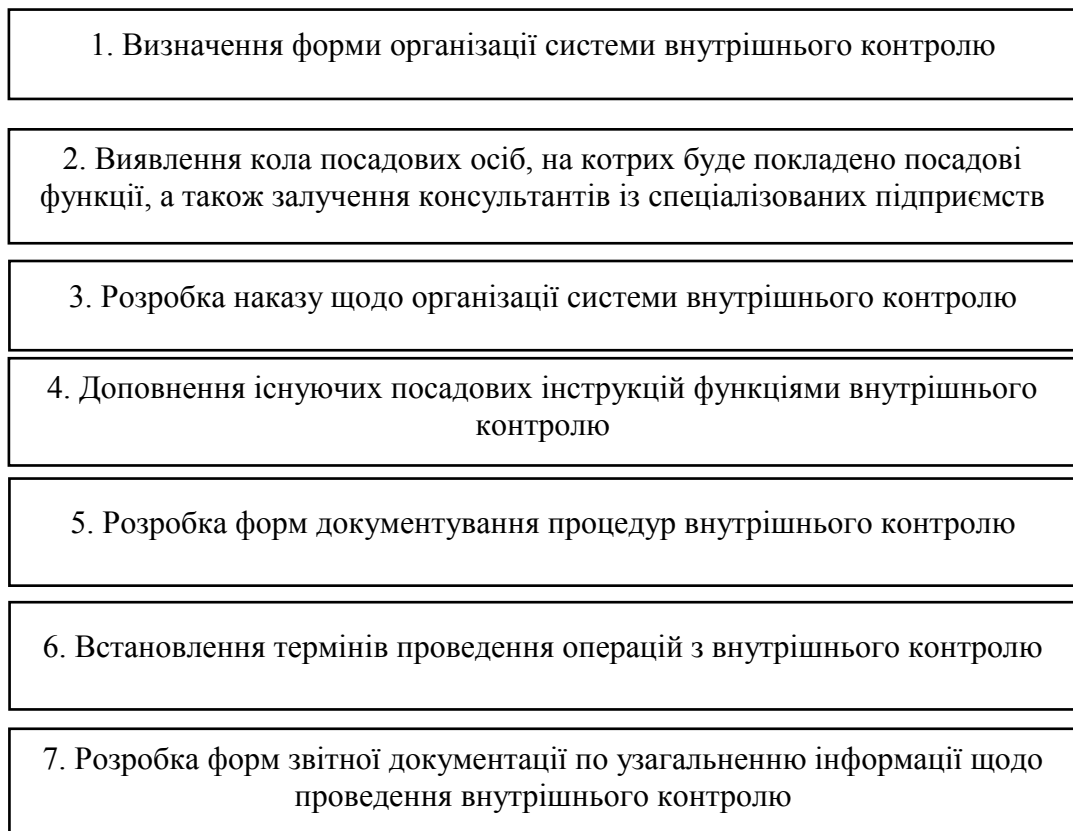 1. Визначення форми організації системи внутрішнього контролю
2. Виявлення кола посадових осіб, на котрих буде покладено посадові
функції, а також залучення консультантів із спеціалізованих підприємств
3. Розробка наказу щодо організації системи внутрішнього контролю
4. Доповнення існуючих посадових інструкцій функціями внутрішнього
контролю
5. Розробка форм документування процедур внутрішнього контролю
6. Встановлення термінів проведення операцій з внутрішнього контролю
7. Розробка форм звітної документації по узагальненню інформації щодо
проведення внутрішнього контролю